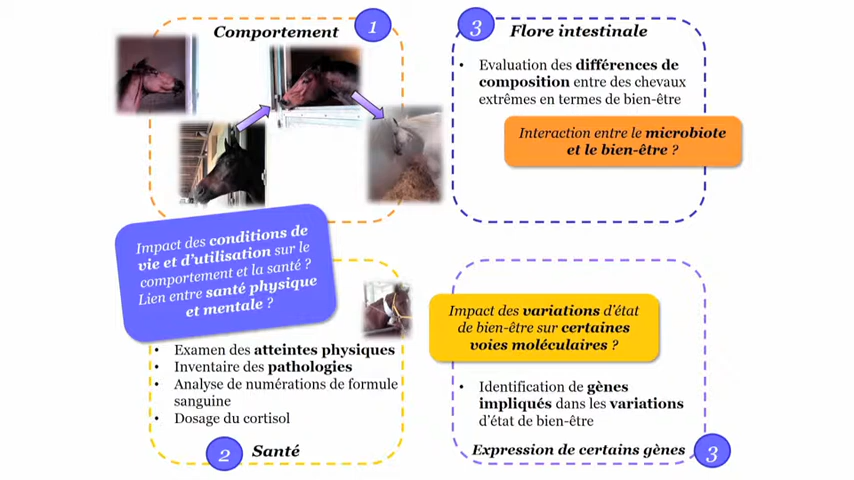 Comportement
1
3
Flore intestinale
• Evaluation des différences de
composition entre des chevaux
extrêmes en termes de bien-être
Interaction entre le microbiote
et le bien-être ?
Impact des conditions de
vie et d'utilisation sur le
comportement et la santé ?
Lien entre santé physique
et mentale ?
• Examen des atteintes physiques
• Inventaire des pathologies
• Analyse de numérations de formule
sanguine
• Dosage du cortisol
2
Santé
Impact des variations d'état
de bien-être sur certaines
voies moléculaires ?
• Identification de gènes
impliqués dans les variations
d'état de bien-être
Expression de certains gènes
3